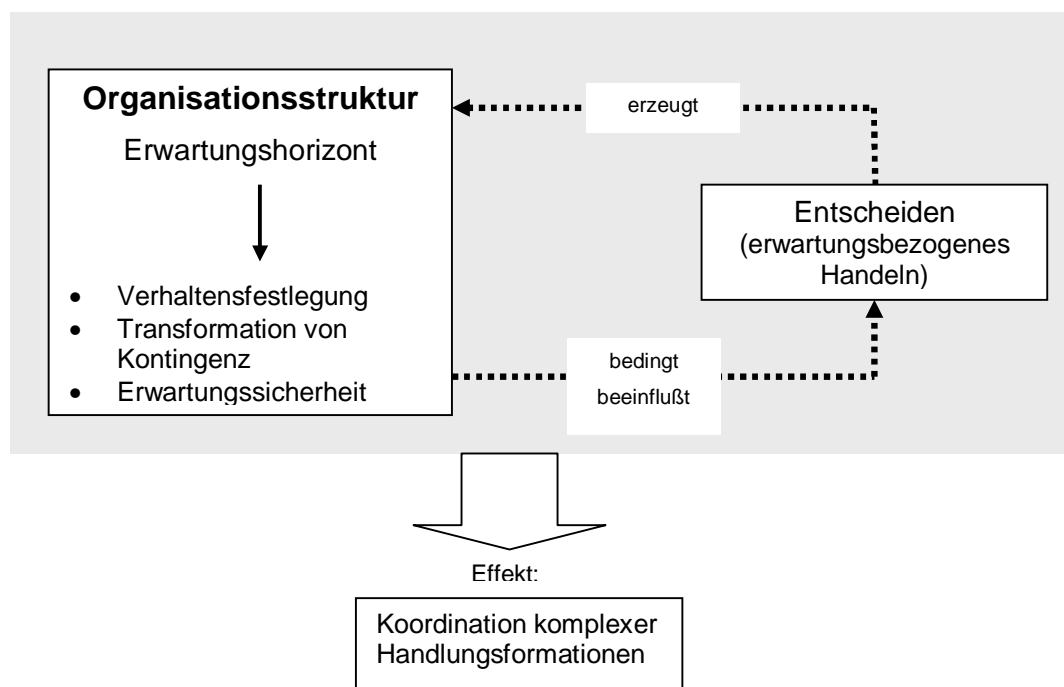 Organisationsstruktur
Erwartungshorizont
• Verhaltensfestlegung
• Transformation von
Kontingenz
• Erwartungssicherheit
erzeugt
Entscheiden
(erwartungsbezogenes
Handeln)
bedingt
beeinflußt
Effekt:
Koordination komplexer
Handlungsformationen